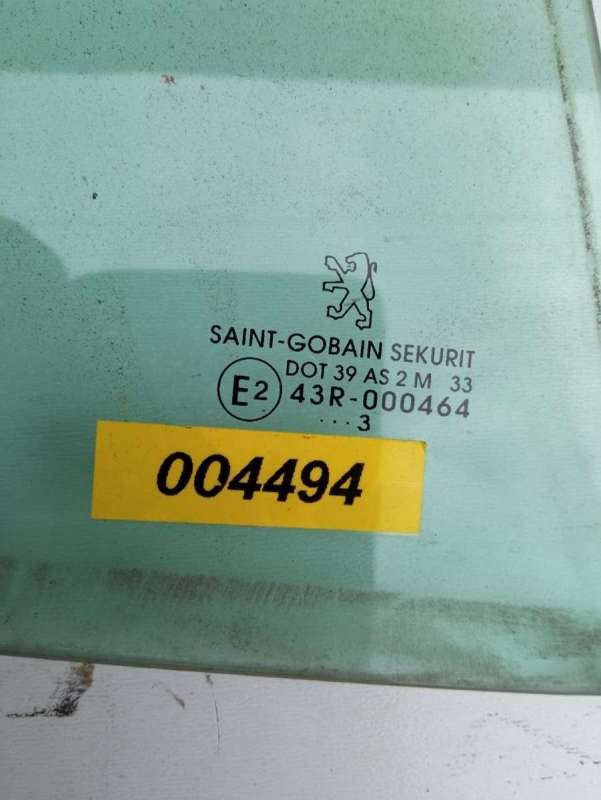 SAINT-GOBAIN SEKURIT
DOT 39 AS 2 M 33
E2 43R-000464
...3
004494